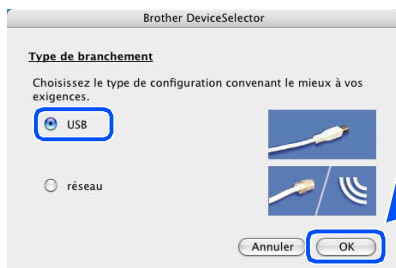 Brother DeviceSelector
Type de branchement
Choisissez le type de configuration convenant le mieux à vos
exigences.
USB
réseau
Annuler OK